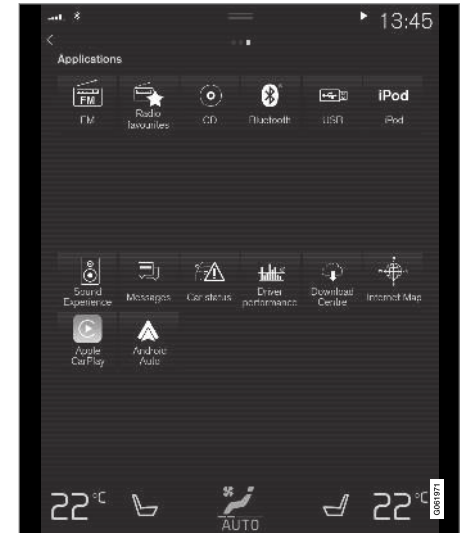 13:45
Applications
FM
iPod
FM
Radio
favourites
CD
Bluetooth
USB
iPod
Sound
Experience
Messages
Car status
Driver
performance
Download
Centre
Internet Map
Apple
CarPlay
Android
Auto
22°C
22°C
AUTO
G061971